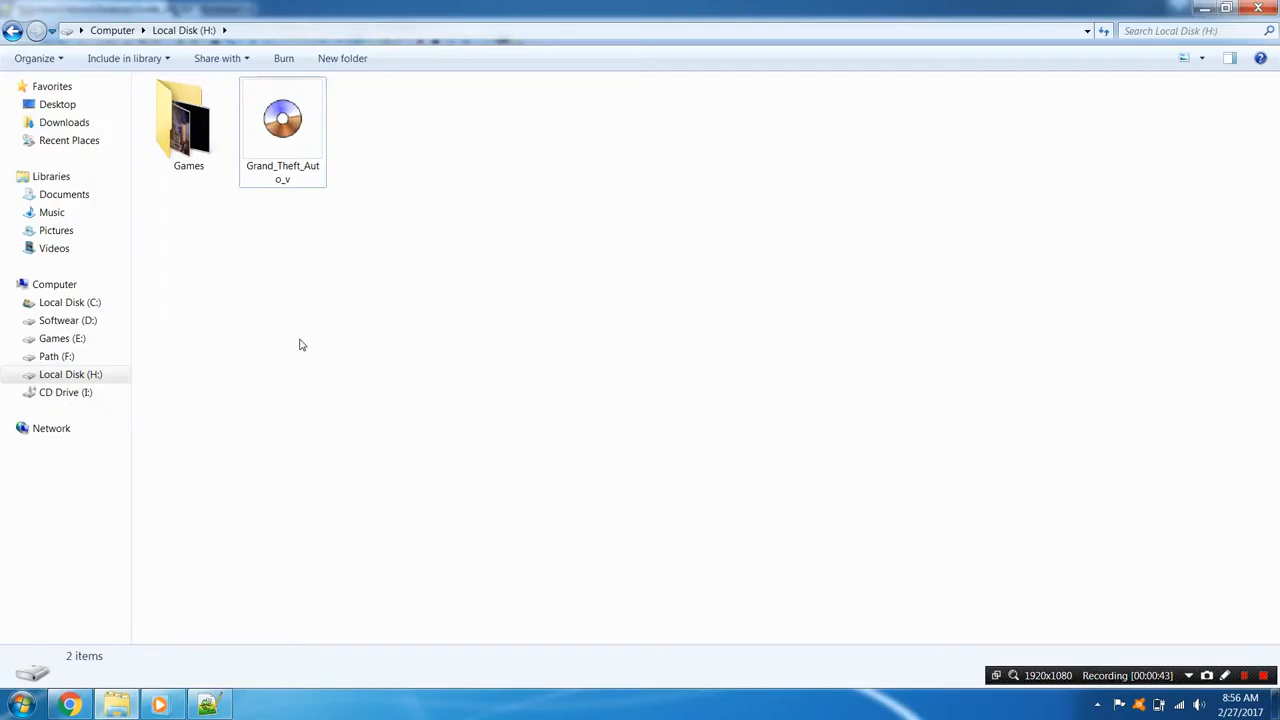 Computer Local Disk (H:)
Search Local Disk (H:)
Organize Include in library Share with Burn New folder
Favorites
Desktop
Downloads
Recent Places
Libraries
Documents
Music
Pictures
Videos
Computer
Local Disk (C:)
Softwear (D:)
Games (E:)
Path (F:)
Local Disk (H:)
CD Drive (I:)
Network
Games
Grand_Theft_Aut
o_v
2 items
1920x1080 Recording [00:00:43]
8:56 AM
2/27/2017